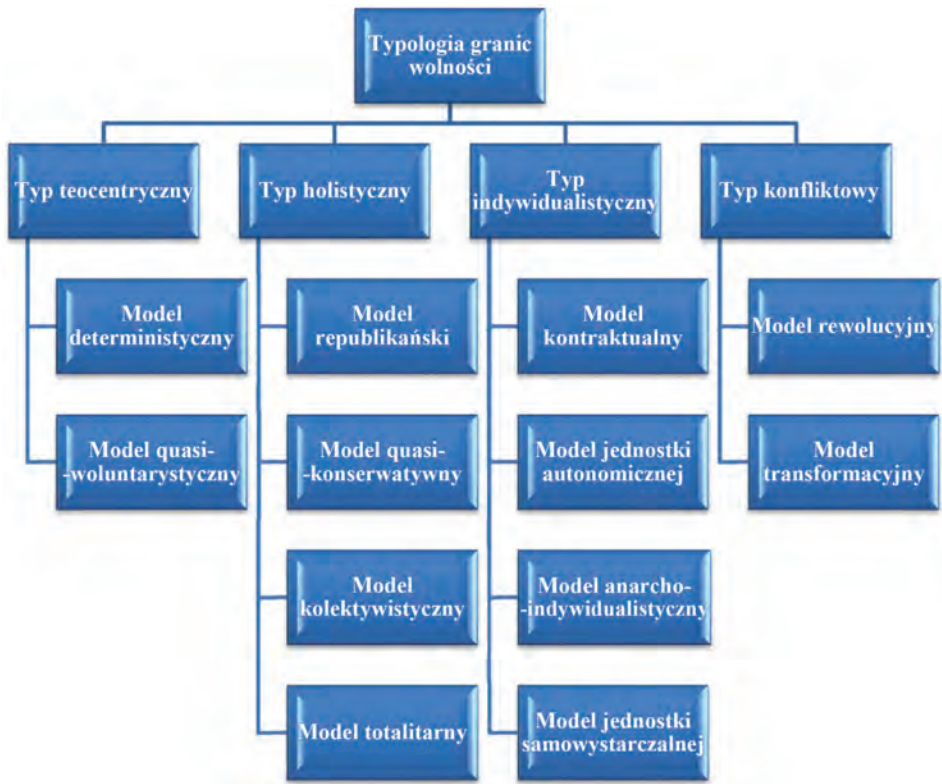 Typologia granic
wolności
Typ teocentryczny
Typ holistyczny
Typ
indywidualistyczny
Typ konfliktowy
Model
deterministyczny
Model
republikański
Model
kontraktualny
Model rewolucyjny
Model quasi-
-woluntarystyczny
Model quasi-
-konserwatywny
Model jednostki
autonomicznej
Model
transformacyjny
Model
kolektywistyczny
Model anarcho-
-indywidualistyczny
Model totalitarny
Model jednostki
samowystarczalnej